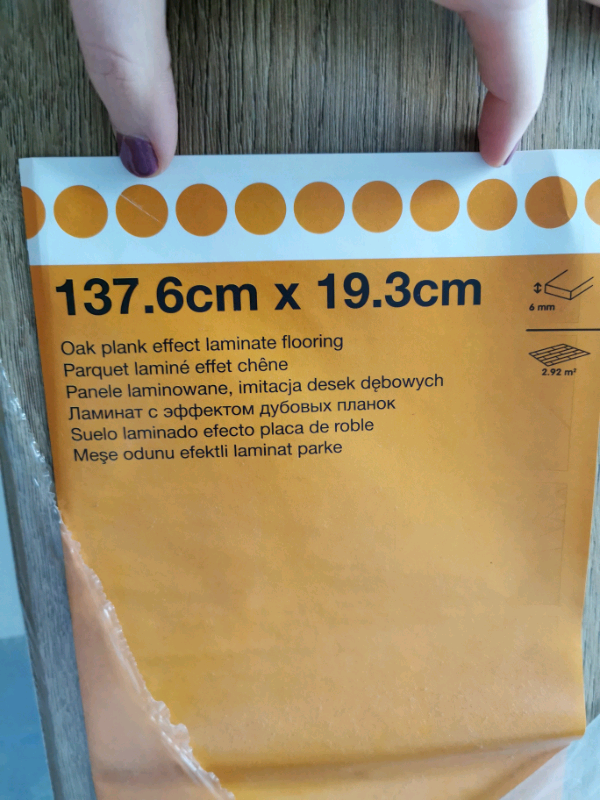 137.6cm x 19.3cm
6 mm
2.92 m²
Oak plank effect laminate flooring
Parquet laminé effet chêne
Panele laminowane, imitacja desek dębowych
Ламинат с эффектом дубовых планок
Suelo laminado efecto placa de roble
Meşe odunu efektli laminat parke